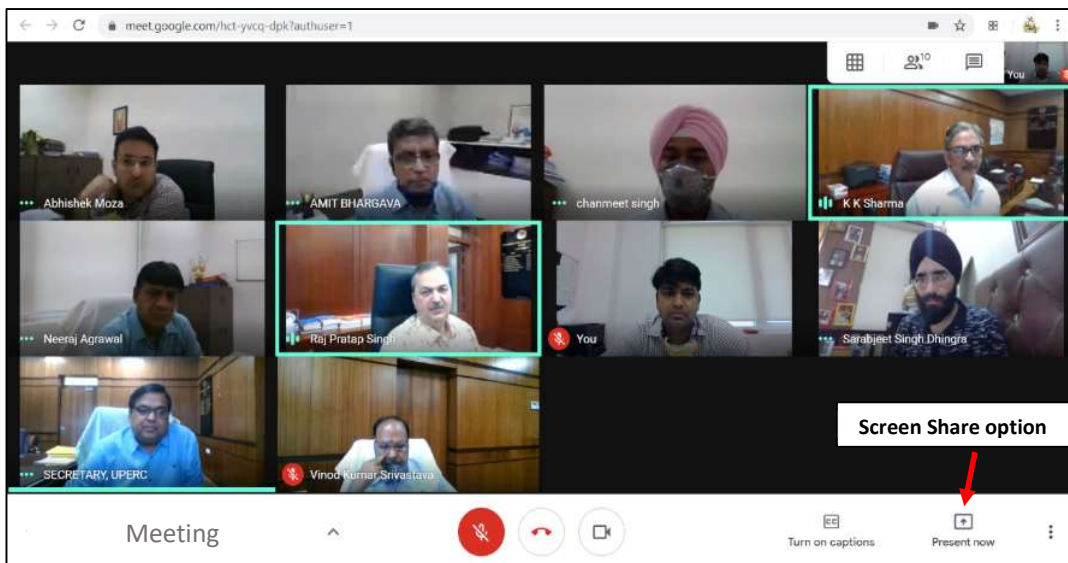 meet.google.com/hct-yvcq-dpk?authuser=1
10
You
Abhishek Moza
AMIT BHARGAVA
chanmeet singh
K K Sharma
Neeraj Agrawal
Raj Pratap Singh
You
Sarabjeet Singh Dhingra
SECRETARY, UPERC
Vinod Kumar Srivastava
Screen Share option
Meeting
CC
Turn on captions
Present now